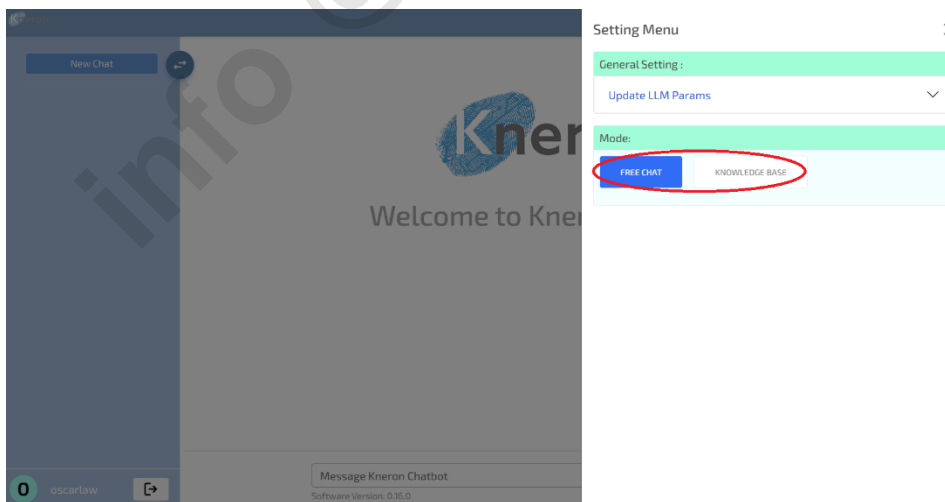 Setting Menu
New Chat
General Setting :
Update LLM Params
Mode:
FREE CHAT
KNOWLEDGE BASE
Kner
Welcome to Kner
Message Kneron Chatbot
Software Version: 0.16.0
O oscarlaw
info @